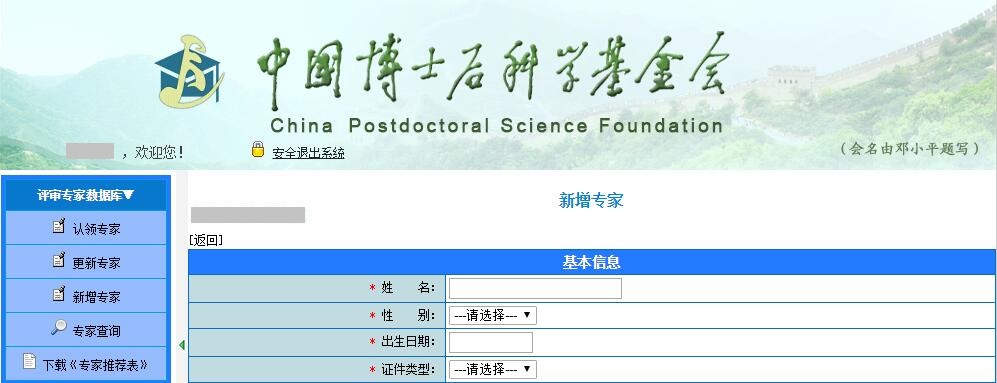 中国博士后科学基金会
China Postdoctoral Science Foundation
，欢迎您！
安全退出系统
（会名由邓小平题写）
评审专家数据库▼
认领专家
更新专家
新增专家
专家查询
下载《专家推荐表》
新增专家
[返回]
基本信息
* 姓 名：
* 性 别： ---请选择--- ▼
* 出生日期：
* 证件类型： ---请选择--- ▼